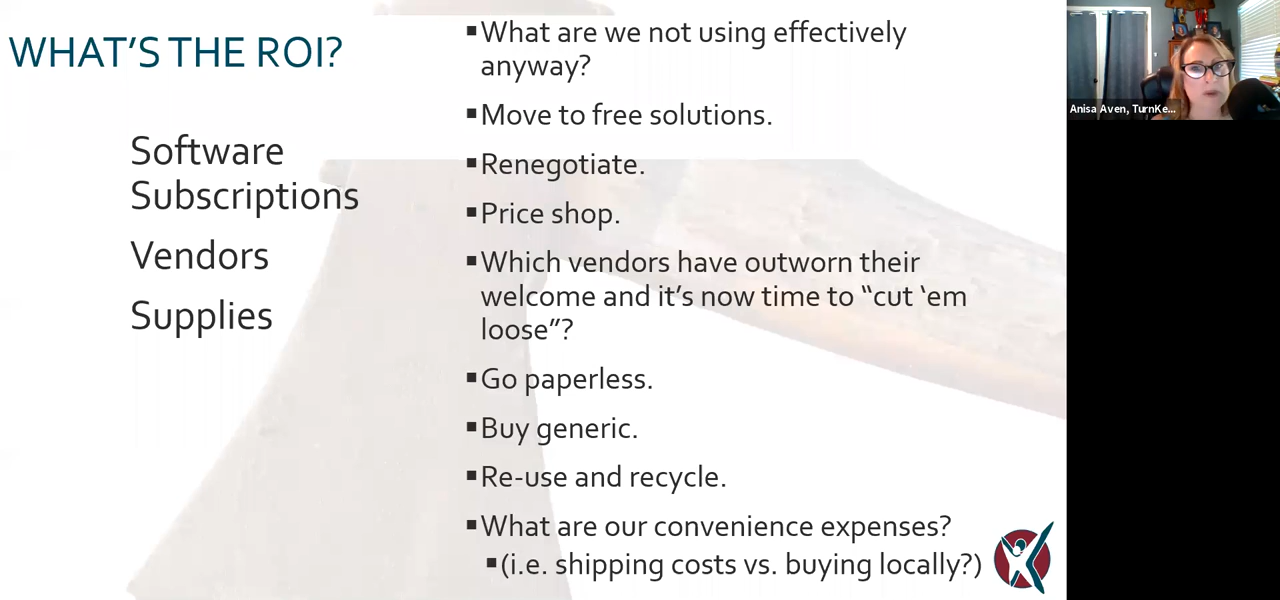 WHAT'S THE ROI?
Software
Subscriptions
Vendors
Supplies
▪What are we not using effectively
anyway?
▪Move to free solutions.
▪Renegotiate.
▪Price shop.
▪Which vendors have outworn their
welcome and it's now time to “cut ‘em
loose”?
▪Go paperless.
▪Buy generic.
▪Re-use and recycle.
▪What are our convenience expenses?
▪(i.e. shipping costs vs. buying locally?)
Anisa Aven, TurnKe...